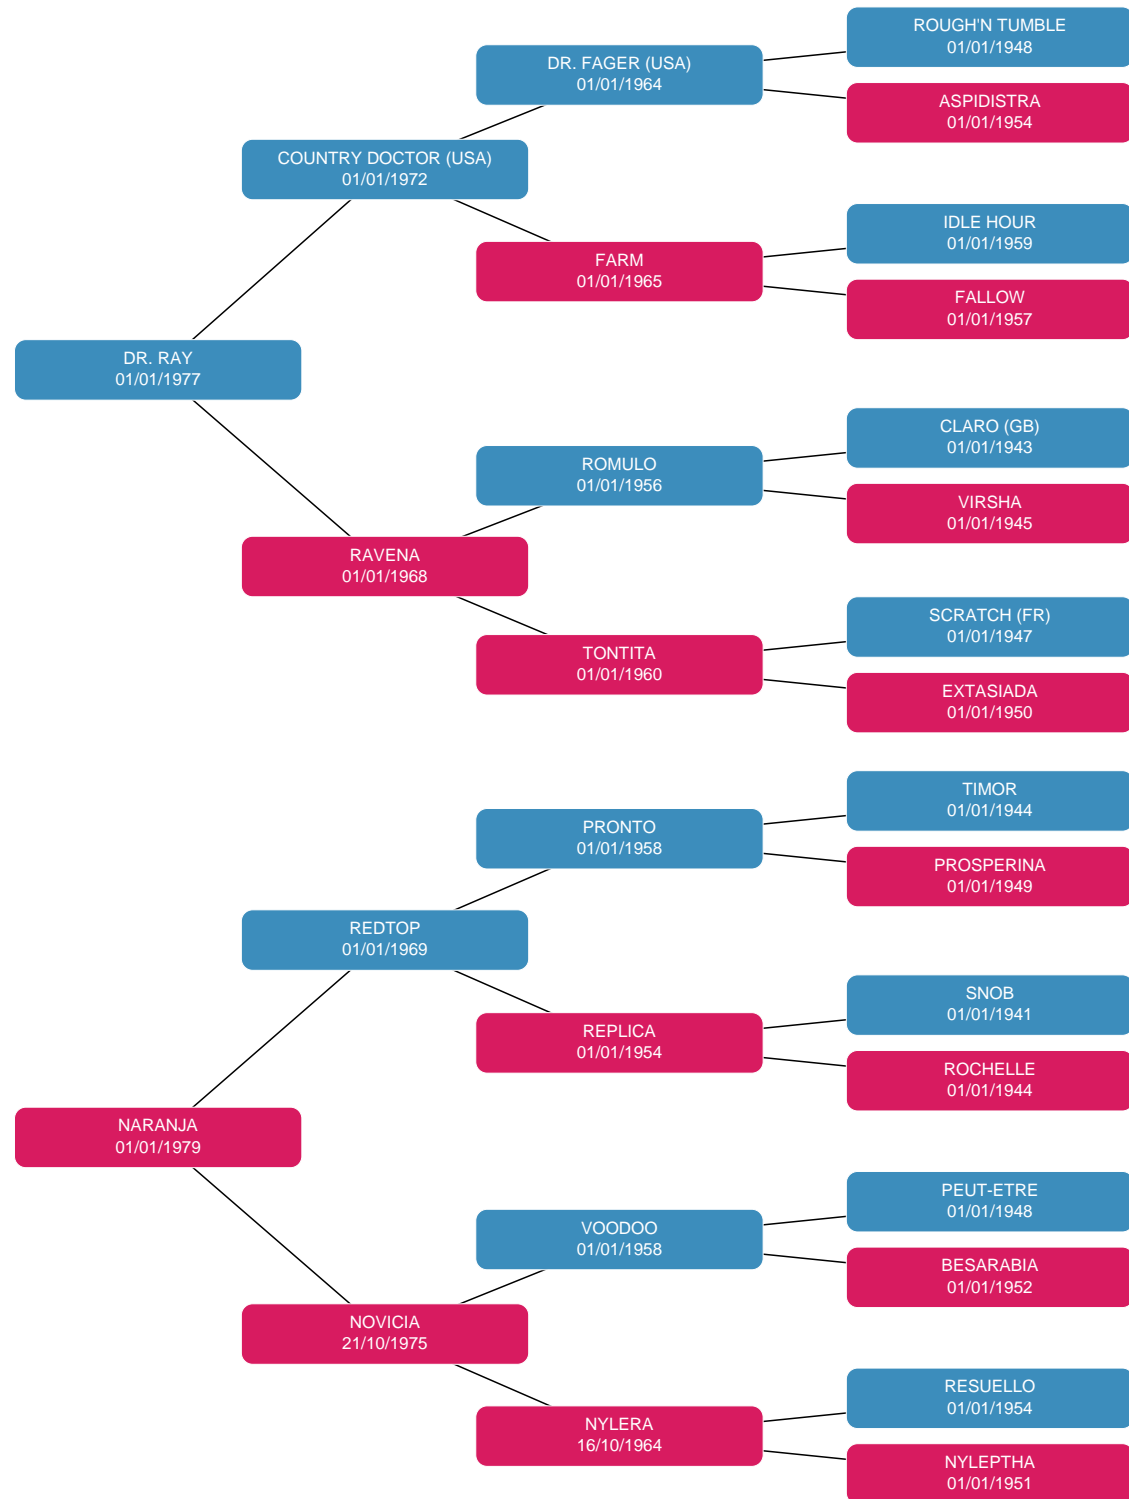 ROUGH'N TUMBLE
01/01/1948
DR. FAGER (USA)
01/01/1964
ASPIDISTRA
01/01/1954
COUNTRY DOCTOR (USA)
01/01/1972
IDLE HOUR
01/01/1959
FARM
01/01/1965
FALLOW
01/01/1957
DR. RAY
01/01/1977
CLARO (GB)
01/01/1943
ROMULO
01/01/1956
VIRSHA
01/01/1945
RAVENA
01/01/1968
SCRATCH (FR)
01/01/1947
TONTITA
01/01/1960
EXTASIADA
01/01/1950
TIMOR
01/01/1944
PRONTO
01/01/1958
PROSPERINA
01/01/1949
REDTOP
01/01/1969
SNOB
01/01/1941
REPLICA
01/01/1954
ROCHELLE
01/01/1944
NARANJA
01/01/1979
PEUT-ETRE
01/01/1948
VOODOO
01/01/1958
BESARABIA
01/01/1952
NOVICIA
21/10/1975
RESUELLO
01/01/1954
NYLERA
16/10/1964
NYLEPTHA
01/01/1951